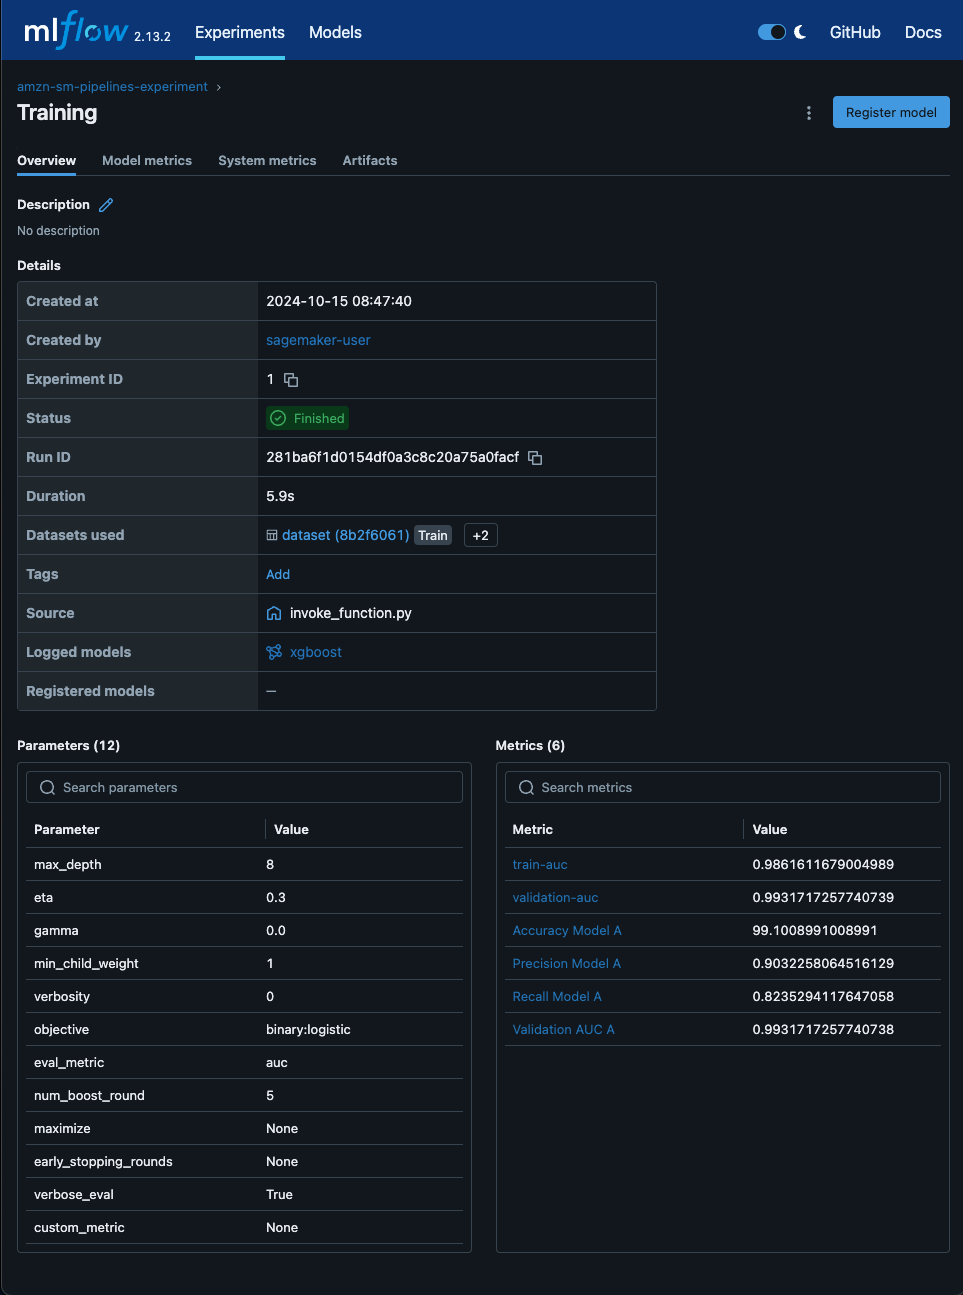 mlflow 2.13.2 Experiments Models GitHub Docs
amzn-sm-pipelines-experiment ›
Training
Register model
Overview Model metrics System metrics Artifacts
Description
No description
Details
Created at 2024-10-15 08:47:40
Created by sagemaker-user
Experiment ID 1
Status Finished
Run ID 281ba6f1d0154df0a3c8c20a75a0facf
Duration 5.9s
Datasets used dataset (8b2f6061) Train +2
Tags Add
Source invoke_function.py
Logged models xgboost
Registered models —
Parameters (12)
Search parameters
Parameter Value
max_depth 8
eta 0.3
gamma 0.0
min_child_weight 1
verbosity 0
objective binary:logistic
eval_metric auc
num_boost_round 5
maximize None
early_stopping_rounds None
verbose_eval True
custom_metric None
Metrics (6)
Search metrics
Metric Value
train-auc 0.9861611679004989
validation-auc 0.9931717257740739
Accuracy Model A 99.1008991008991
Precision Model A 0.9032258064516129
Recall Model A 0.8235294117647058
Validation AUC A 0.9931717257740738